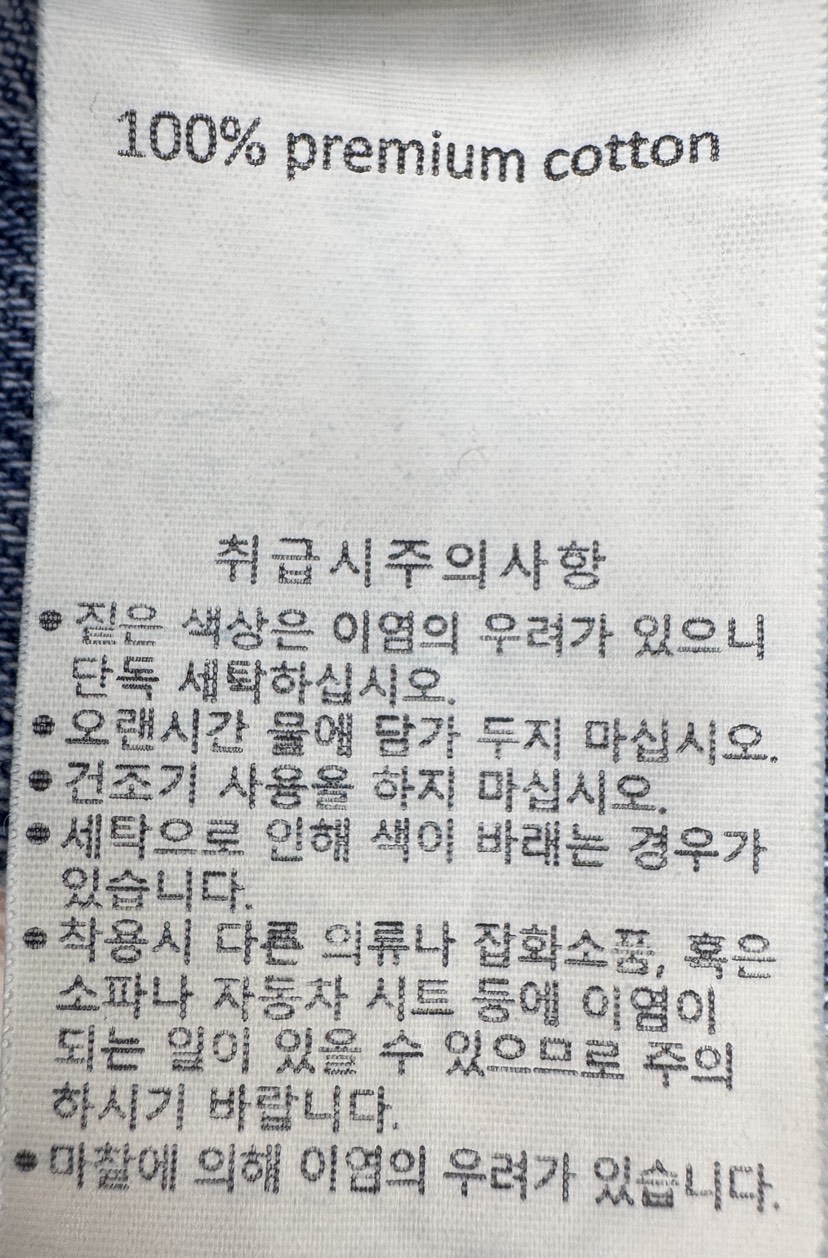 100% premium cotton
취급시주의사항
• 짙은 색상은 이염의 우려가 있으니
단독 세탁하십시오.
• 오랜시간 물에 담가 두지 마십시오.
• 건조기 사용을 하지 마십시오.
• 세탁으로 인해 색이 바래는 경우가
있습니다.
• 착용시 다른 의류나 잡화소품, 혹은
소파나 자동차 시트 등에 이염이
되는 일이 있을 수 있으므로 주의
하시기 바랍니다.
• 마찰에 의해 이염의 우려가 있습니다.